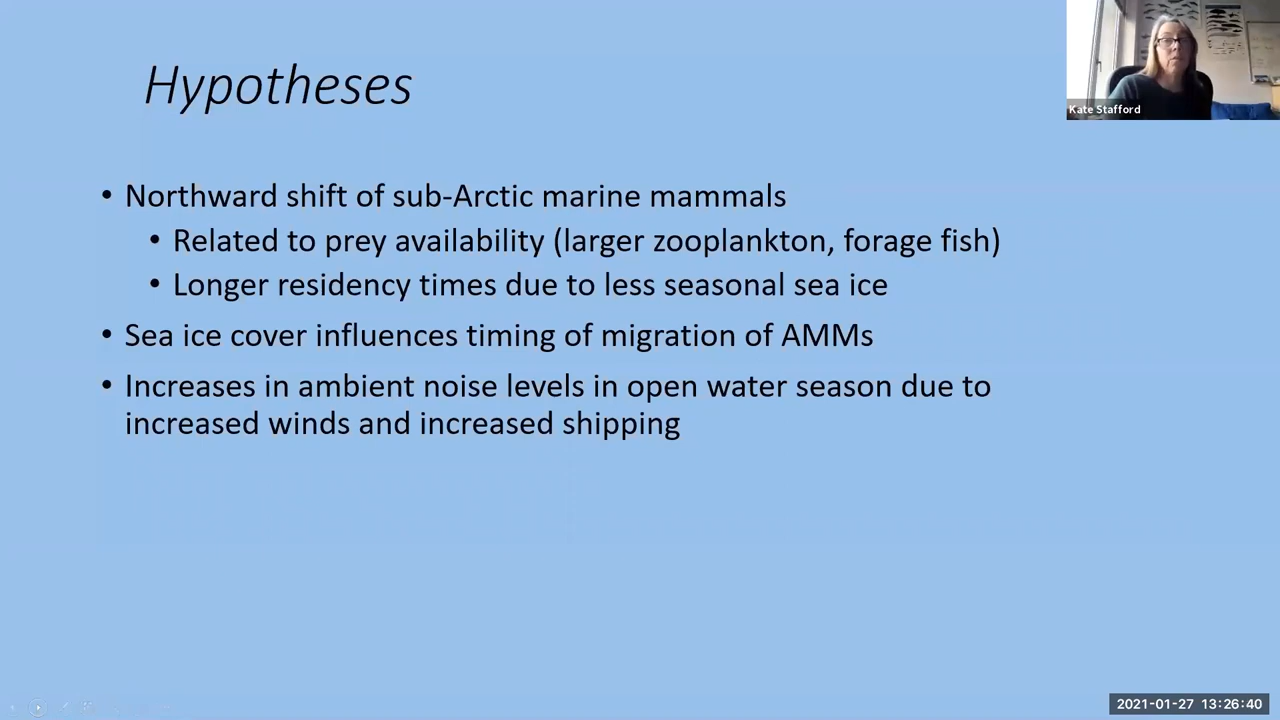 Hypotheses
Kate Stafford
• Northward shift of sub-Arctic marine mammals
• Related to prey availability (larger zooplankton, forage fish)
• Longer residency times due to less seasonal sea ice
• Sea ice cover influences timing of migration of AMMs
• Increases in ambient noise levels in open water season due to
increased winds and increased shipping
2021-01-27 13:26:40